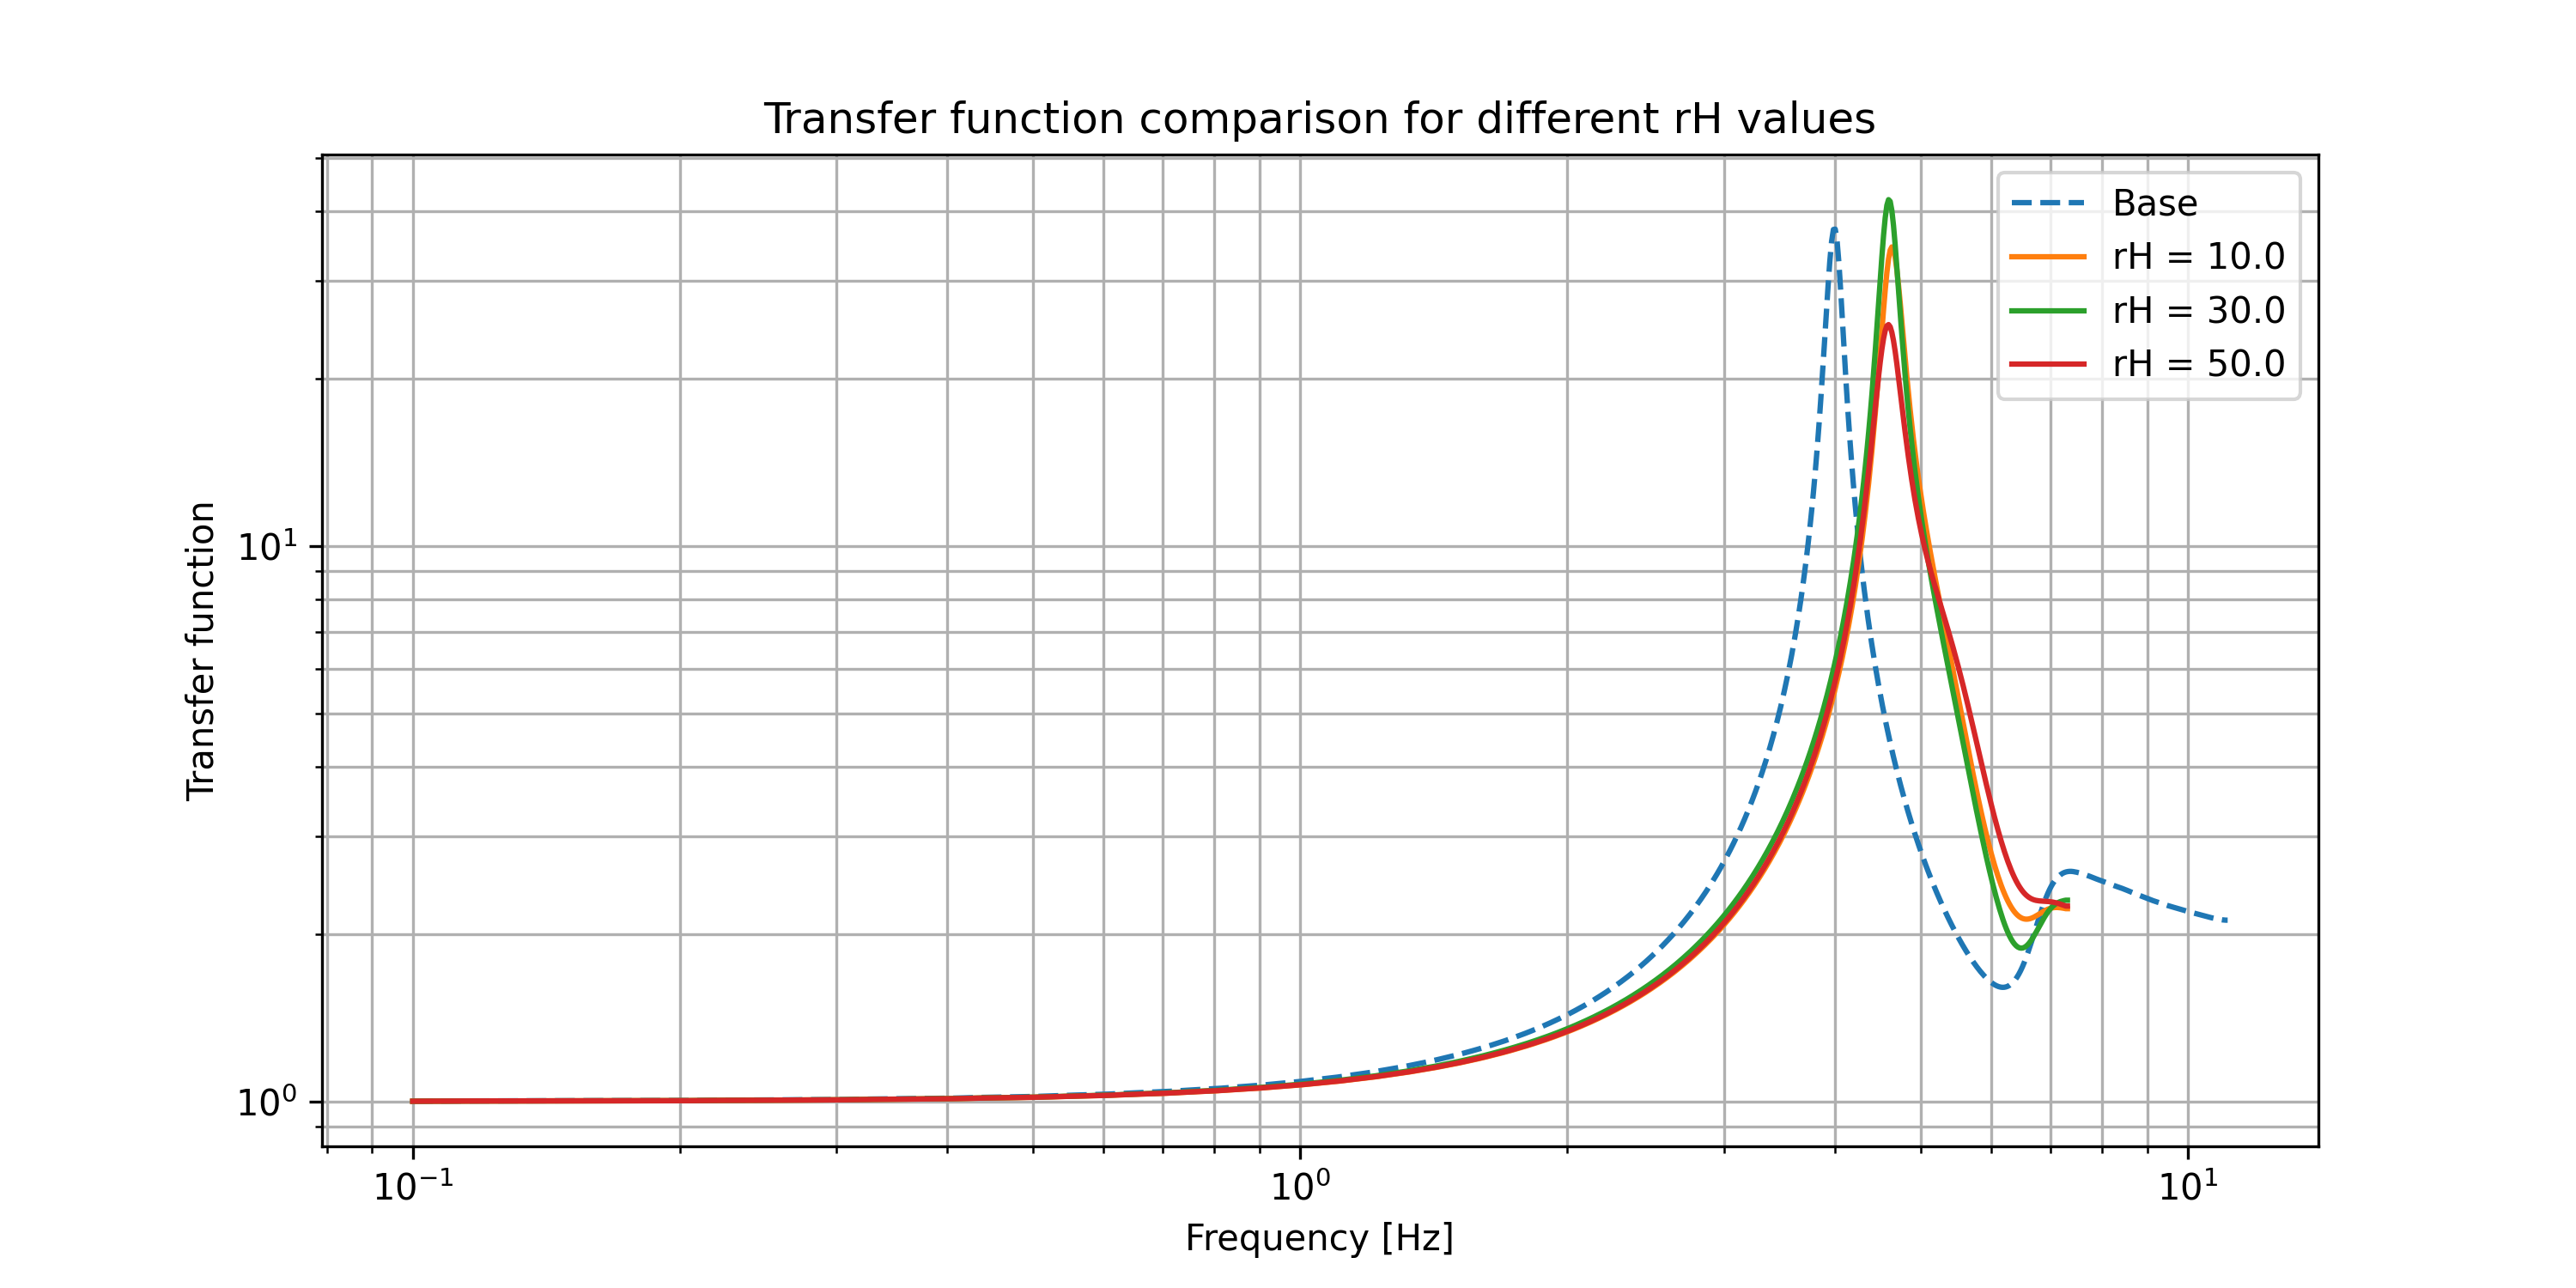 Transfer function comparison for different rH values
Base
rH = 10.0
rH = 30.0
rH = 50.0
Transfer function
10¹
10⁰
10⁻¹
10⁰
10¹
Frequency [Hz]